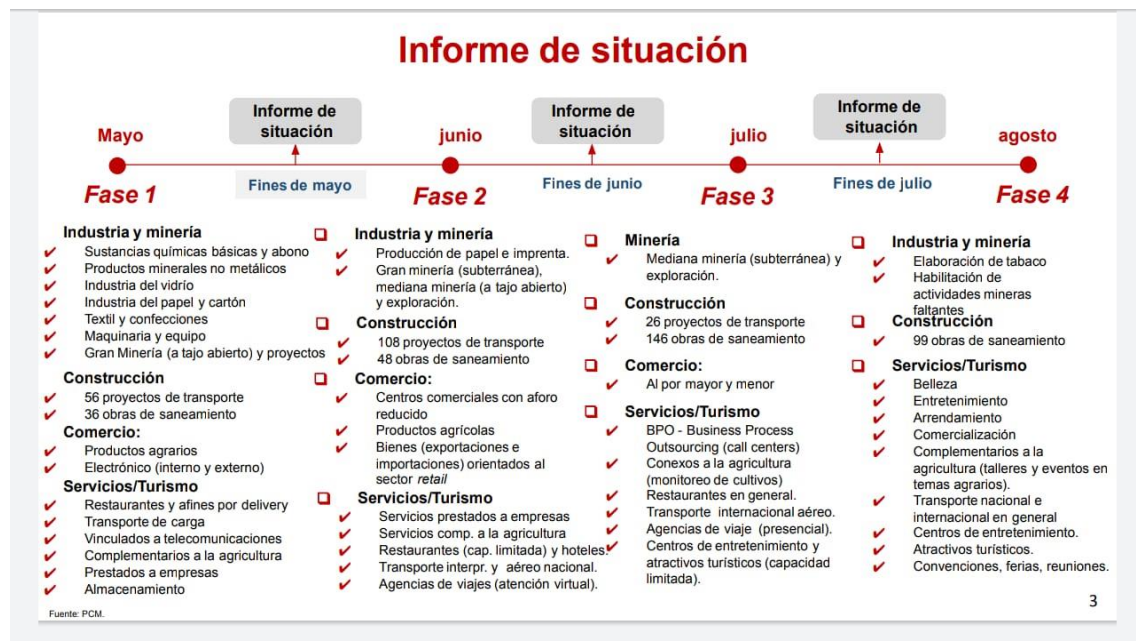 Informe de situación
Informe de
situación
Informe de
situación
Informe de
situación
Mayo
junio
julio
agosto
Fines de mayo
Fines de junio
Fines de julio
Fase 1
Fase 2
Fase 3
Fase 4
Industria y minería
Sustancias químicas básicas y abono
Productos minerales no metálicos
Industria del vidrío
Industria del papel y cartón
Textil y confecciones
Maquinaria y equipo
Gran Minería (a tajo abierto) y proyectos
Construcción
56 proyectos de transporte
36 obras de saneamiento
Comercio:
Productos agrarios
Electrónico (interno y externo)
Servicios/Turismo
Restaurantes y afines por delivery
Transporte de carga
Vinculados a telecomunicaciones
Complementarios a la agricultura
Prestados a empresas
Almacenamiento
Industria y minería
Producción de papel e imprenta.
Gran minería (subterránea),
mediana minería (a tajo abierto)
y exploración.
Construcción
108 proyectos de transporte
48 obras de saneamiento
Comercio:
Centros comerciales con aforo
reducido
Productos agrícolas
Bienes (exportaciones e
importaciones) orientados al
sector retail
Servicios/Turismo
Servicios prestados a empresas
Servicios comp. a la agricultura
Restaurantes (cap. limitada) y hoteles.
Transporte interpr. y aéreo nacional.
Agencias de viajes (atención virtual).
Minería
Mediana minería (subterránea) y
exploración.
Construcción
26 proyectos de transporte
146 obras de saneamiento
Comercio:
Al por mayor y menor
Servicios/Turismo
BPO - Business Process
Outsourcing (call centers)
Conexos a la agricultura
(monitoreo de cultivos)
Restaurantes en general.
Transporte internacional aéreo.
Agencias de viaje (presencial).
Centros de entretenimiento y
atractivos turísticos (capacidad
limitada).
Industria y minería
Elaboración de tabaco
Habilitación de
actividades mineras
faltantes
Construcción
99 obras de saneamiento
Servicios/Turismo
Belleza
Entretenimiento
Arrendamiento
Comercialización
Complementarios a la
agricultura (talleres y eventos en
temas agrarios).
Transporte nacional e
internacional en general
Centros de entretenimiento.
Atractivos turísticos.
Convenciones, ferias, reuniones.
Fuente: PCM.
3